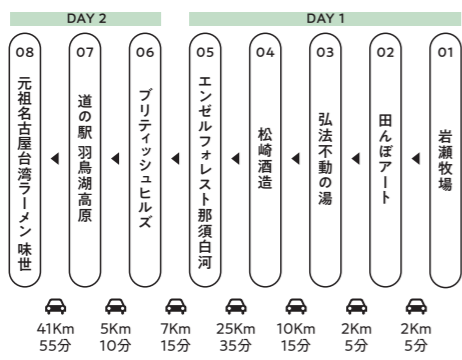 DAY 1
01
岩瀬牧場
02
田んぼアート
03
弘法不動の湯
04
松崎酒造
05
エンゼルフォレスト那須白河
DAY 2
06
ブリティッシュヒルズ
07
道の駅 羽鳥湖高原
08
元祖名古屋台湾ラーメン 味世
2Km
5分
2Km
5分
10Km
15分
25Km
35分
7Km
15分
5Km
10分
41Km
55分